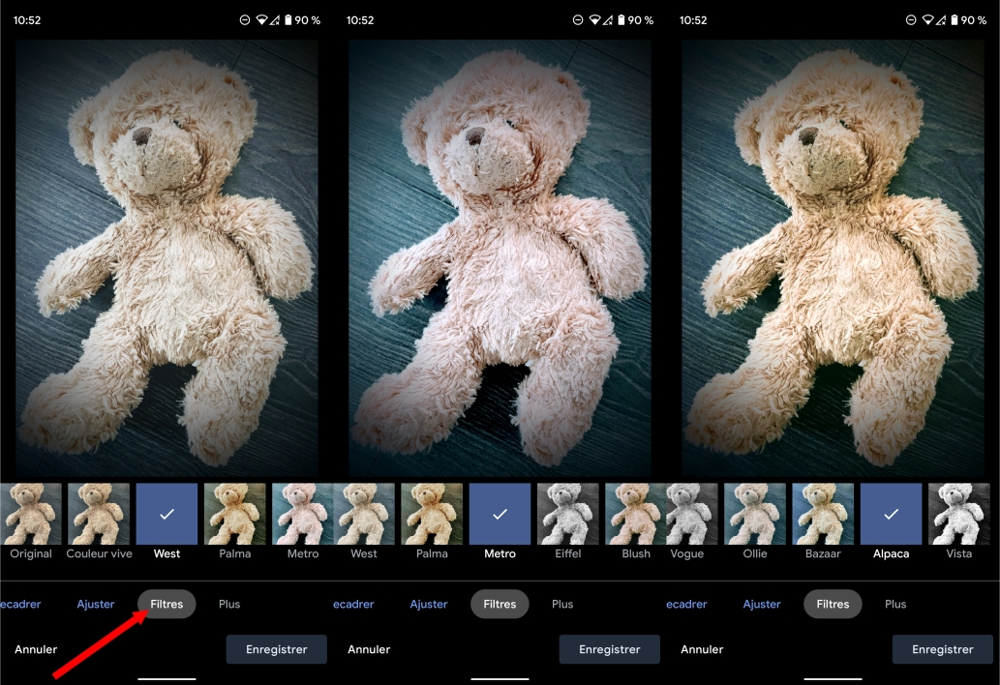 10:52 90 %
10:52 90 %
10:52 90 %
Original Couleur vive West Palma Metro West Palma Metro Eiffel Blush Vogue Ollie Bazaar Alpaca Vista
ecadrer Ajuster Filtres Plus
ecadrer Ajuster Filtres Plus
ecadrer Ajuster Filtres Plus
Annuler Enregistrer
Annuler Enregistrer
Annuler Enregistrer